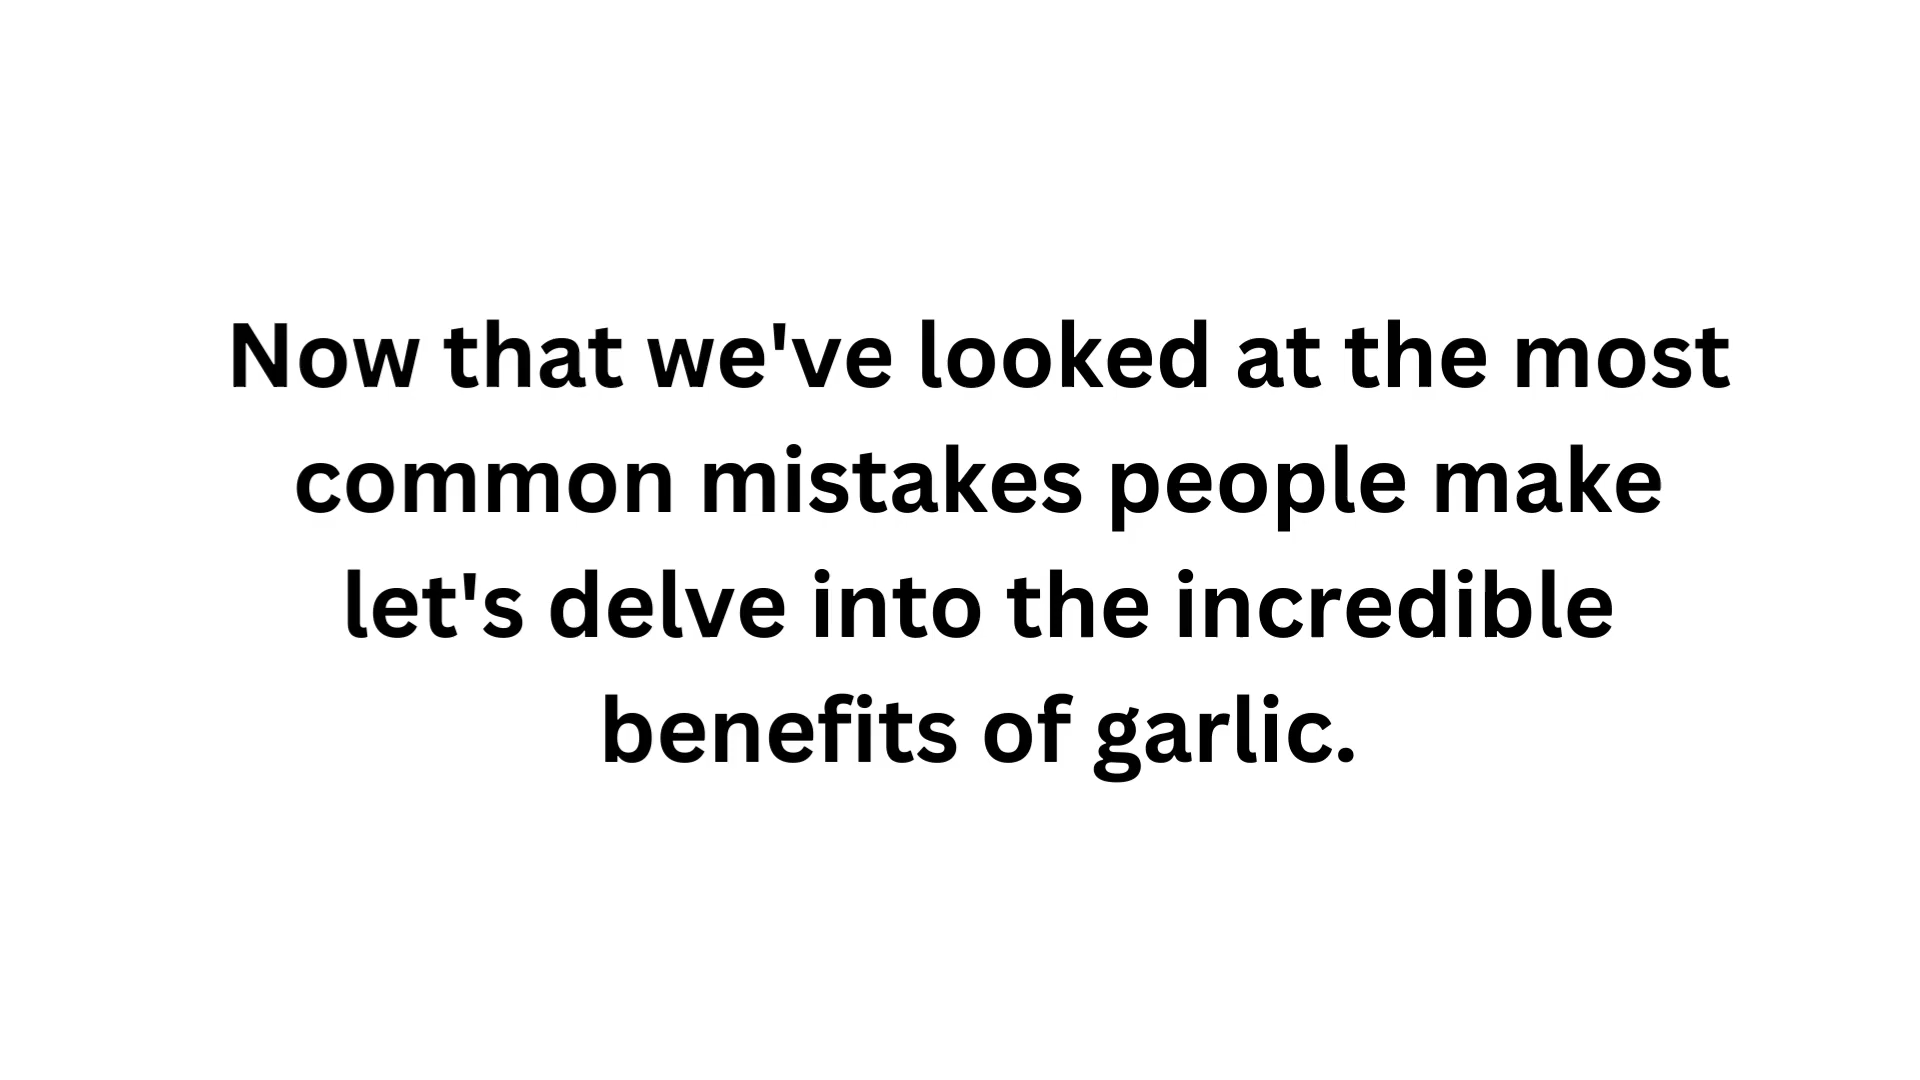 Now that we've looked at the most
common mistakes people make
let's delve into the incredible
benefits of garlic.